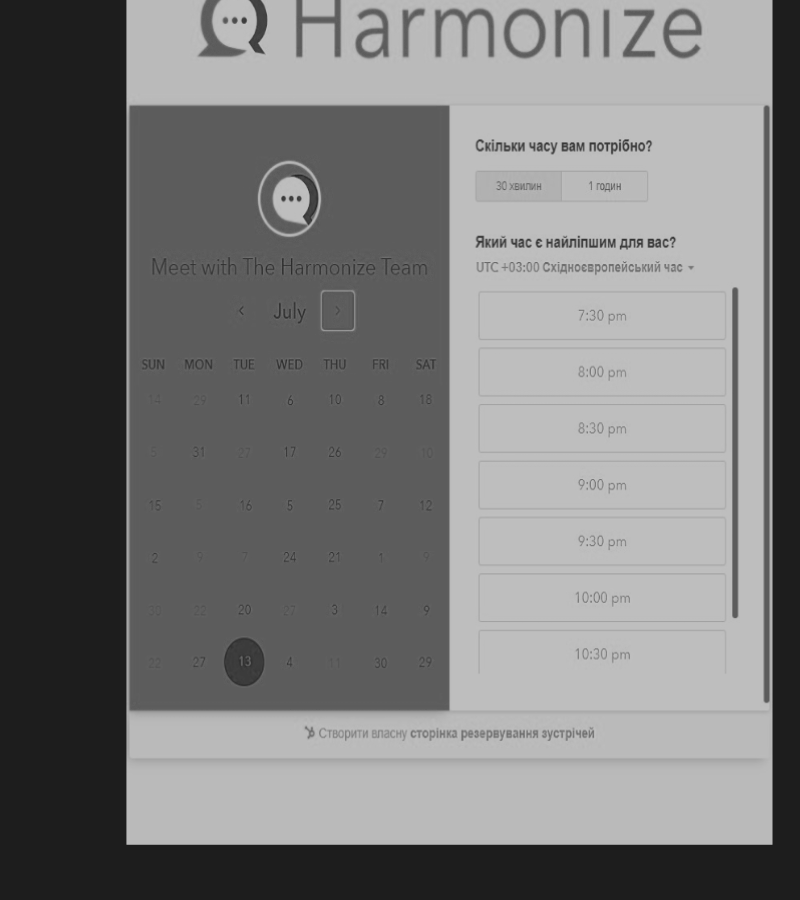 Harmonize
Meet with The Harmonize Team
July
SUN MON TUE WED THU FRI SAT
14 29 11 6 10 8 18
5 31 27 17 26 29 10
15 5 16 5 25 7 12
2 9 7 24 21 1 9
30 22 20 27 3 14 9
22 27 13 4 11 30 29
Скільки часу вам потрібно?
30 хвилин 1 годин
Який час є найліпшим для вас?
UTC +03:00 Східноєвропейський час
7:30 pm
8:00 pm
8:30 pm
9:00 pm
9:30 pm
10:00 pm
10:30 pm
Створити власну сторінка резервування зустрічей